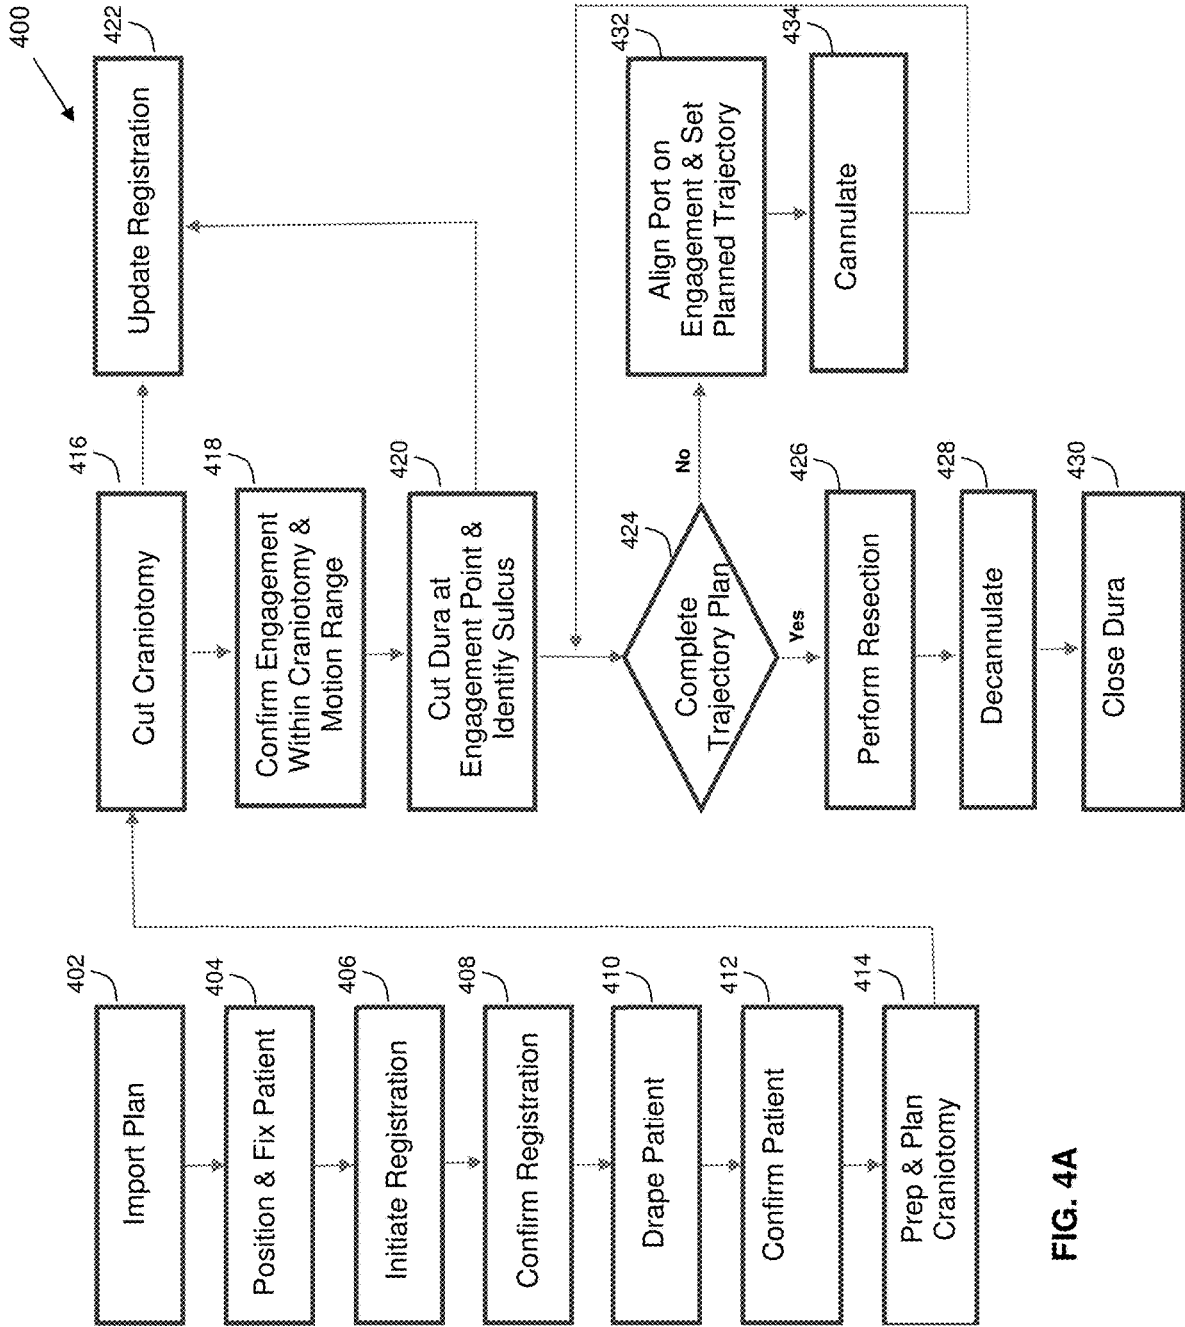 400
402
Import Plan
404
Position & Fix Patient
406
Initiate Registration
408
Confirm Registration
410
Drape Patient
412
Confirm Patient
414
Prep & Plan
Craniotomy
416
Cut Craniotomy
418
Confirm Engagement
Within Craniotomy &
Motion Range
420
Cut Dura at
Engagement Point &
Identify Sulcus
422
Update Registration
424
Complete
Trajectory Plan
No
Yes
426
Perform Resection
428
Decannulate
430
Close Dura
432
Align Port on
Engagement & Set
Planned Trajectory
434
Cannulate
FIG. 4A